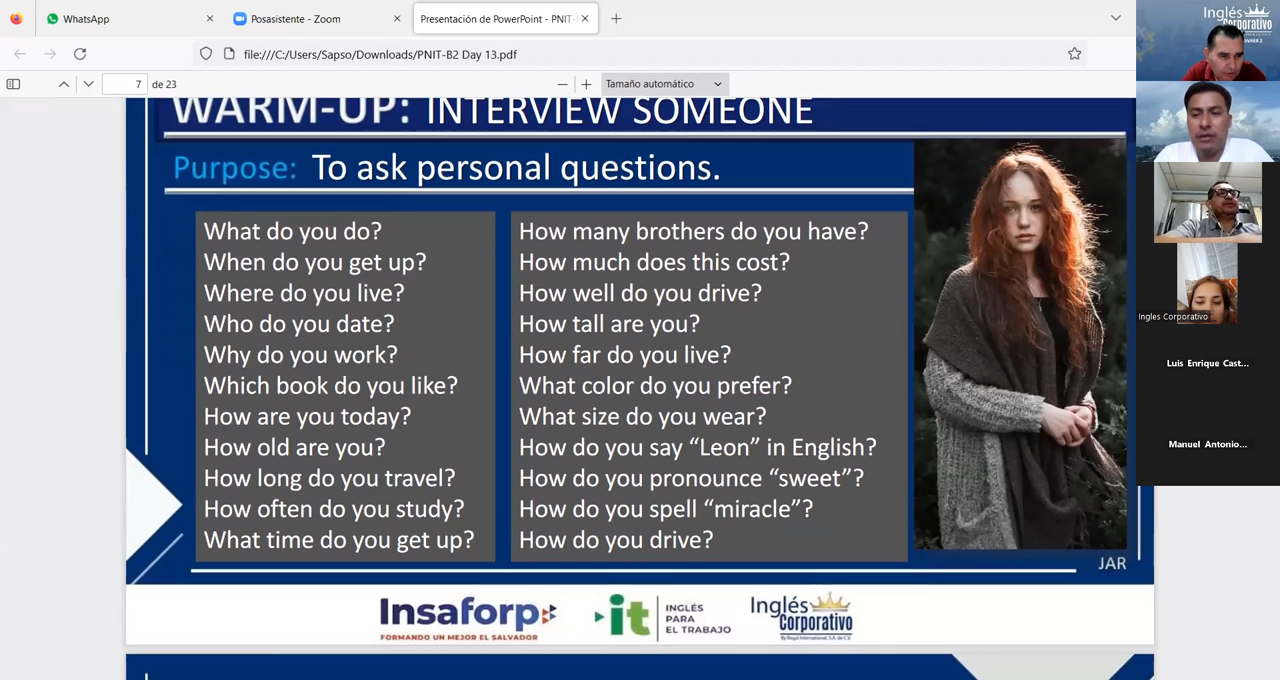 WhatsApp
Posasistente - Zoom
Presentación de PowerPoint - PNIT-
file:///C:/Users/Sapso/Downloads/PNIT-B2 Day 13.pdf
7
de 23
Tamaño automático
WARM-UP: INTERVIEW SOMEONE
Purpose: To ask personal questions.
What do you do?
When do you get up?
Where do you live?
Who do you date?
Why do you work?
Which book do you like?
How are you today?
How old are you?
How long do you travel?
How often do you study?
What time do you get up?
How many brothers do you have?
How much does this cost?
How well do you drive?
How tall are you?
How far do you live?
What color do you prefer?
What size do you wear?
How do you say “Leon” in English?
How do you pronounce “sweet”?
How do you spell “miracle”?
How do you drive?
JAR
Insaforp
FORMANDO UN MEJOR EL SALVADOR
it
INGLÉS
PARA
EL TRABAJO
Inglés
Corporativo
By Regal International, S.A. de C.V.
Inglés
Corporativo
Ingles Corporativo
Luis Enrique Cast...
Manuel Antonio...